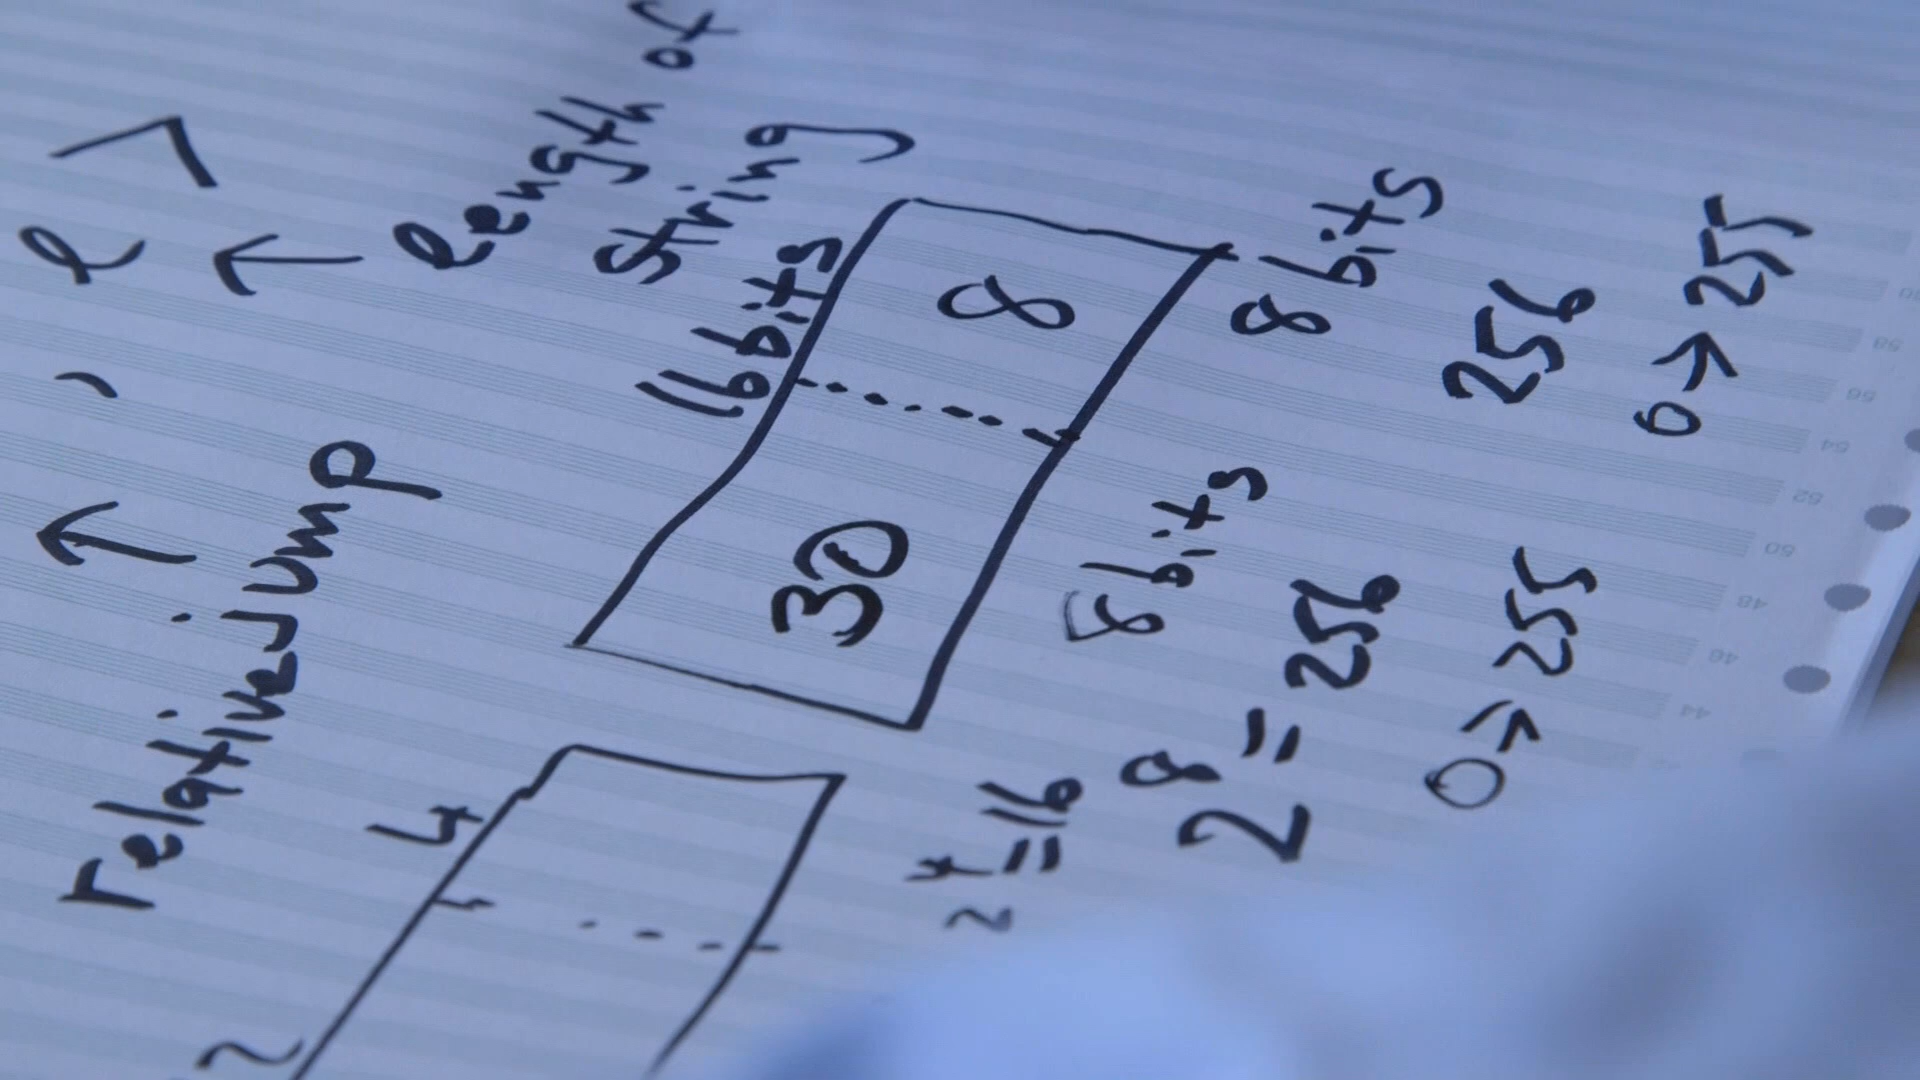 , l >
relative jump
length of
string
16 bits
30 8
8 bits 8 bits
2⁸ = 256 256
0 > 255 0 > 255
4
2⁴ = 16